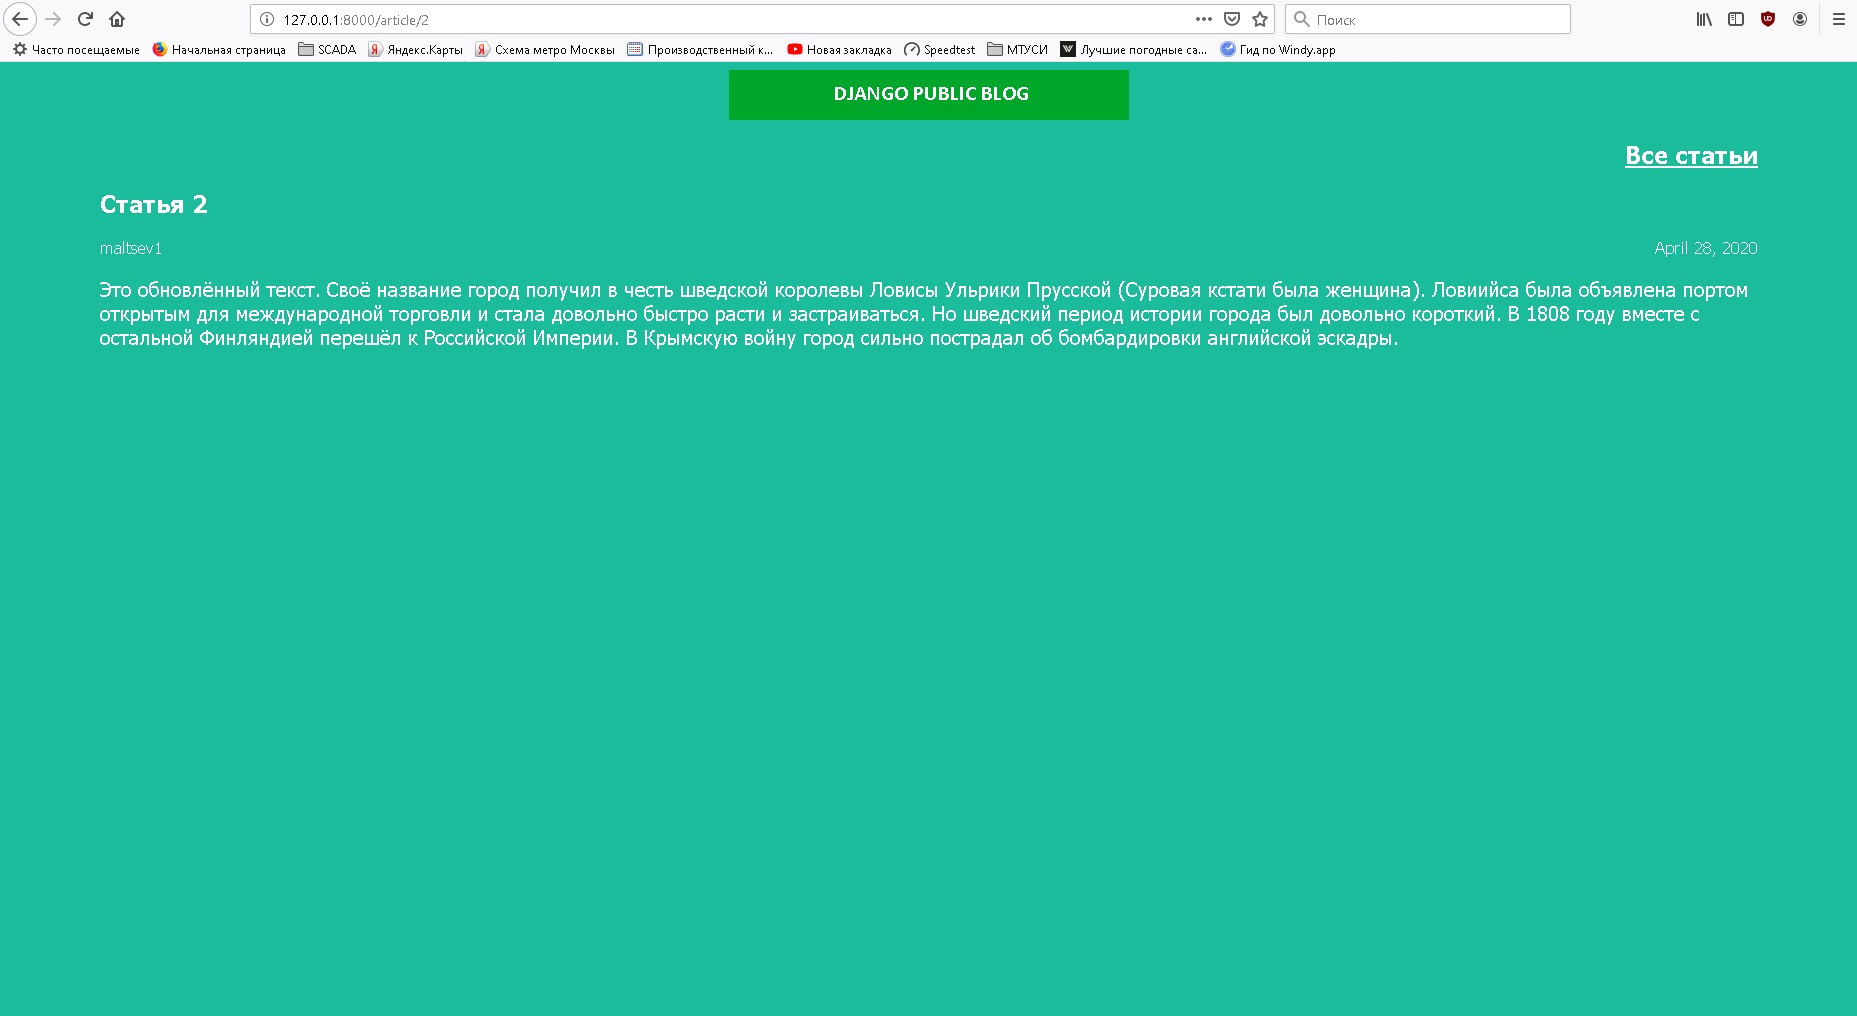 127.0.0.1:8000/article/2
Поиск
Часто посещаемые Начальная страница SCADA Яндекс.Карты Схема метро Москвы Производственный к... Новая закладка Speedtest МТУСИ Лучшие погодные са... Гид по Windy.app
DJANGO PUBLIC BLOG
Все статьи
Статья 2
maltsev1 April 28, 2020
Это обновлённый текст. Своё название город получил в честь шведской королевы Ловисы Ульрики Прусской (Суровая кстати была женщина). Ловиийса была объявлена портом
открытым для международной торговли и стала довольно быстро расти и застраиваться. Но шведский период истории города был довольно короткий. В 1808 году вместе с
остальной Финляндией перешёл к Российской Империи. В Крымскую войну город сильно пострадал об бомбардировки английской эскадры.